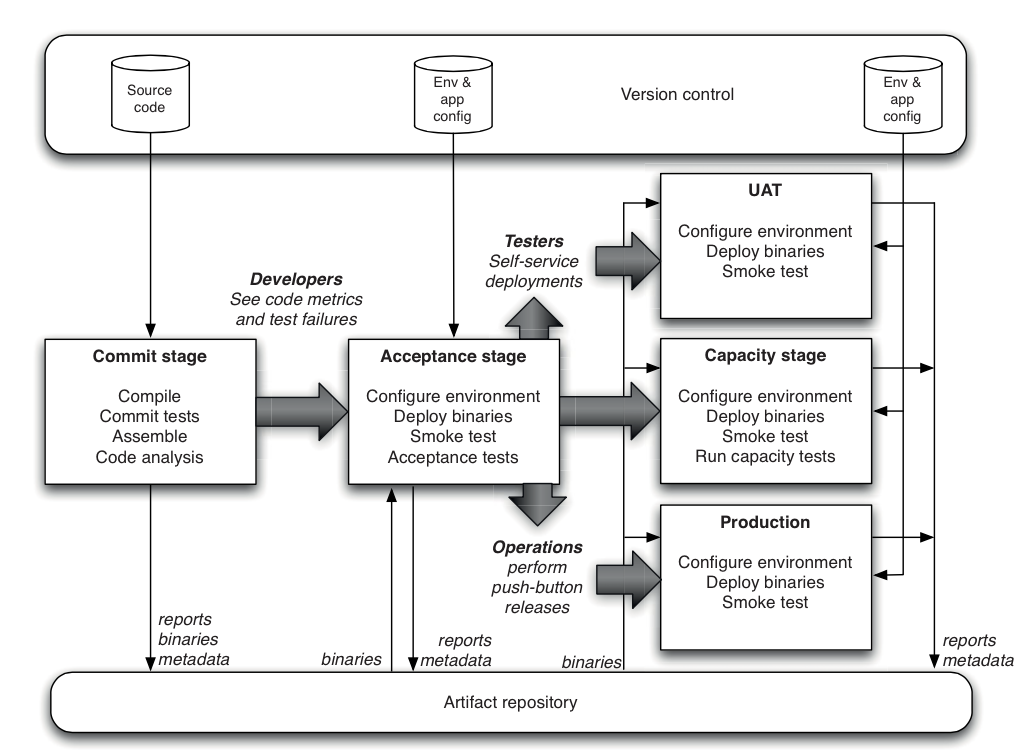 Source
code
Env &
app
config
Version control
Env &
app
config
Developers
See code metrics
and test failures
Testers
Self-service
deployments
UAT
Configure environment
Deploy binaries
Smoke test
Commit stage
Compile
Commit tests
Assemble
Code analysis
Acceptance stage
Configure environment
Deploy binaries
Smoke test
Acceptance tests
Capacity stage
Configure environment
Deploy binaries
Smoke test
Run capacity tests
Operations
perform
push-button
releases
Production
Configure environment
Deploy binaries
Smoke test
reports
binaries
metadata
binaries
reports
metadata
binaries
reports
metadata
Artifact repository